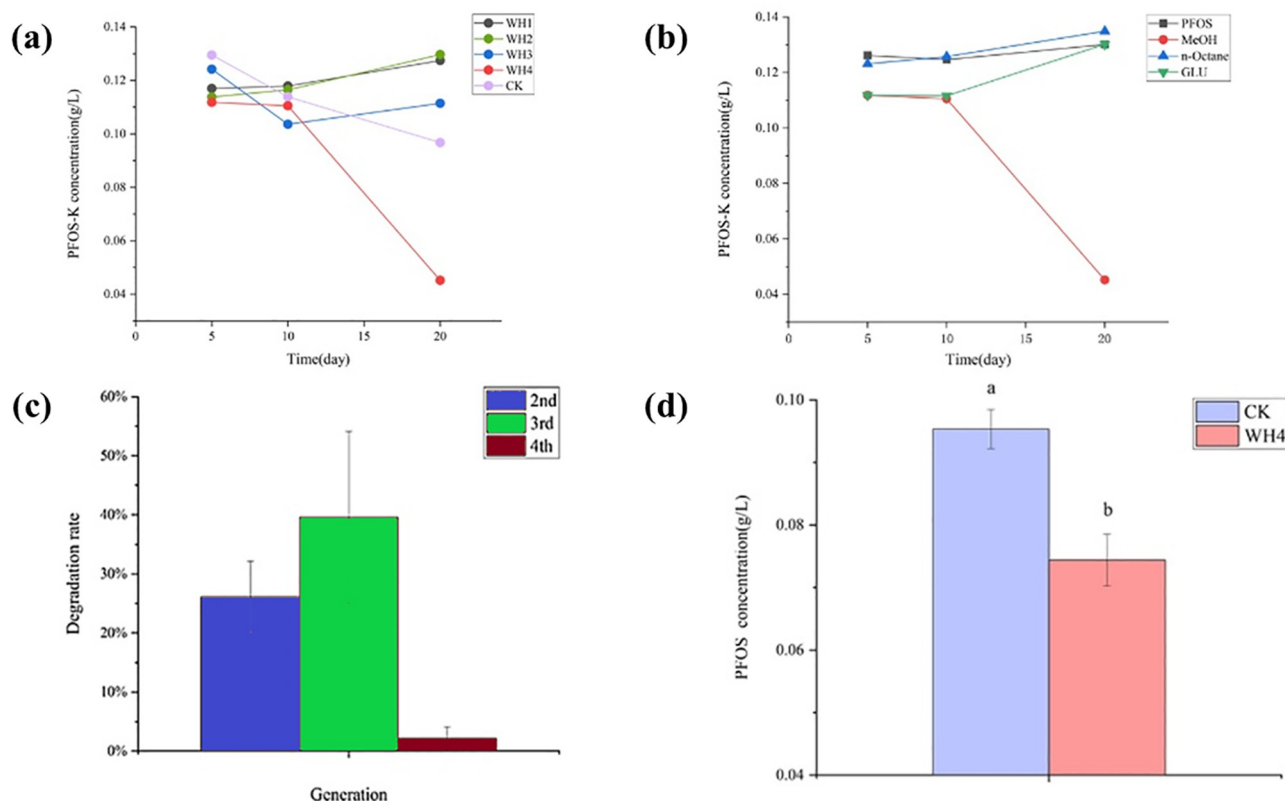 (a)
PFOS-K concentration(g/L)
0.14
0.12
0.10
0.08
0.06
0.04
0
5
10
15
20
Time(day)
WH1
WH2
WH3
WH4
CK
(b)
PFOS-K concentration(g/L)
0.14
0.12
0.10
0.08
0.06
0.04
0
5
10
15
20
Time(day)
PFOS
MeOH
n-Octane
GLU
(c)
Degradation rate
60%
50%
40%
30%
20%
10%
0%
Generation
2nd
3rd
4th
(d)
PFOS concentration(g/L)
0.10
0.08
0.06
0.04
a
b
CK
WH4